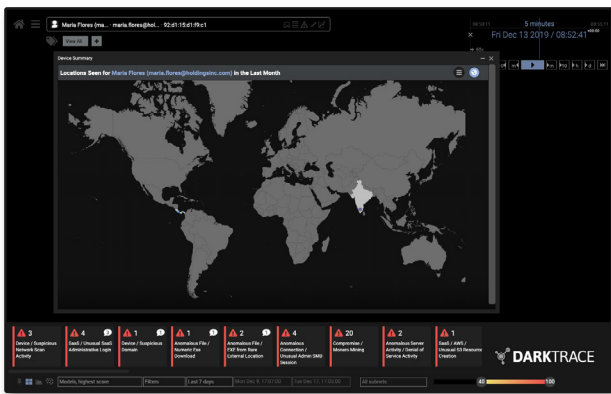 Maria Flores (ma... · maria.flores@hol... · 92:d1:15:d1:f9:c1
View All
5 minutes
Fri Dec 13 2019 / 08:52:41 +00:00
Device Summary
Locations Seen for Maria Flores (maria.flores@holdingsinc.com) in the Last Month
3
Device / Suspicious
Network Scan
Activity
4
SaaS / Unusual SaaS
Administrative Login
1
Device / Suspicious
Domain
1
Anomalous File /
Numeric Exe
Download
2
Anomalous File /
EXE from Rare
External Location
4
Anomalous
Connection /
Unusual Admin SMB
Session
20
Compromise /
Monero Mining
2
Anomalous Server
Activity / Denial of
Service Activity
1
SaaS / AWS /
Unusual S3 Resource
Creation
DARKTRACE
Models, highest score
Filters
Last 7 days
All subnets
40
100